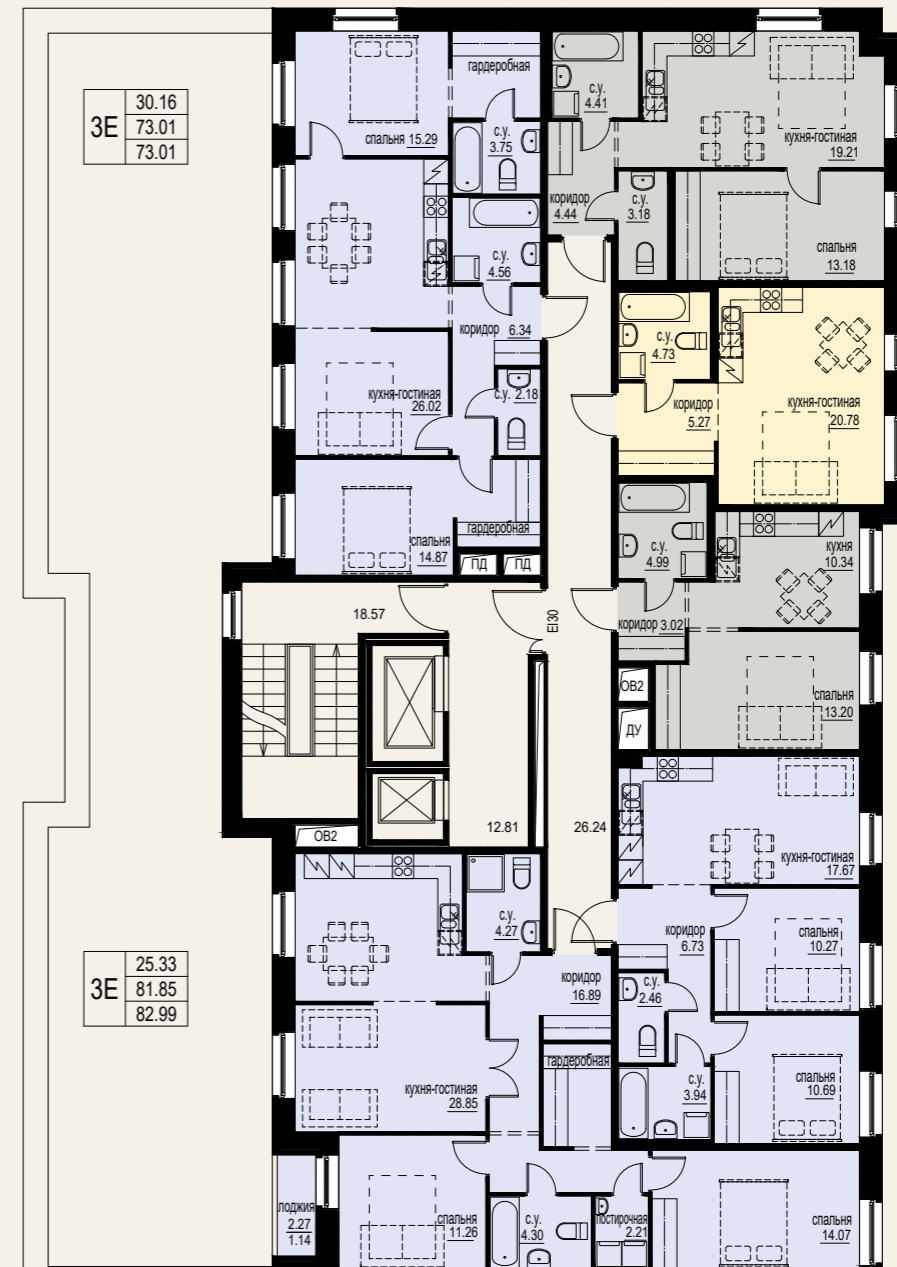 3Е
30.16
73.01
73.01
спальня 15.29
гардеробная
с.у.
3.75
с.у.
4.56
коридор 6.34
с.у. 2.18
кухня-гостиная
26.02
спальня
14.87
гардеробная
ПД
ПД
с.у.
4.41
коридор
4.44
с.у.
3.18
кухня-гостиная
19.21
спальня
13.18
с.у.
4.73
коридор
5.27
кухня-гостиная
20.78
с.у.
4.99
кухня
10.34
коридор 3.02
спальня
13.20
ОВ2
ДУ
18.57
EI30
12.81
26.24
ОВ2
кухня-гостиная
17.67
коридор
6.73
спальня
10.27
с.у.
2.46
с.у.
3.94
спальня
10.69
3Е
25.33
81.85
82.99
с.у.
4.27
коридор
16.89
гардеробная
кухня-гостиная
28.85
лоджия
2.27
1.14
спальня
11.26
с.у.
4.30
постирочная
2.21
спальня
14.07